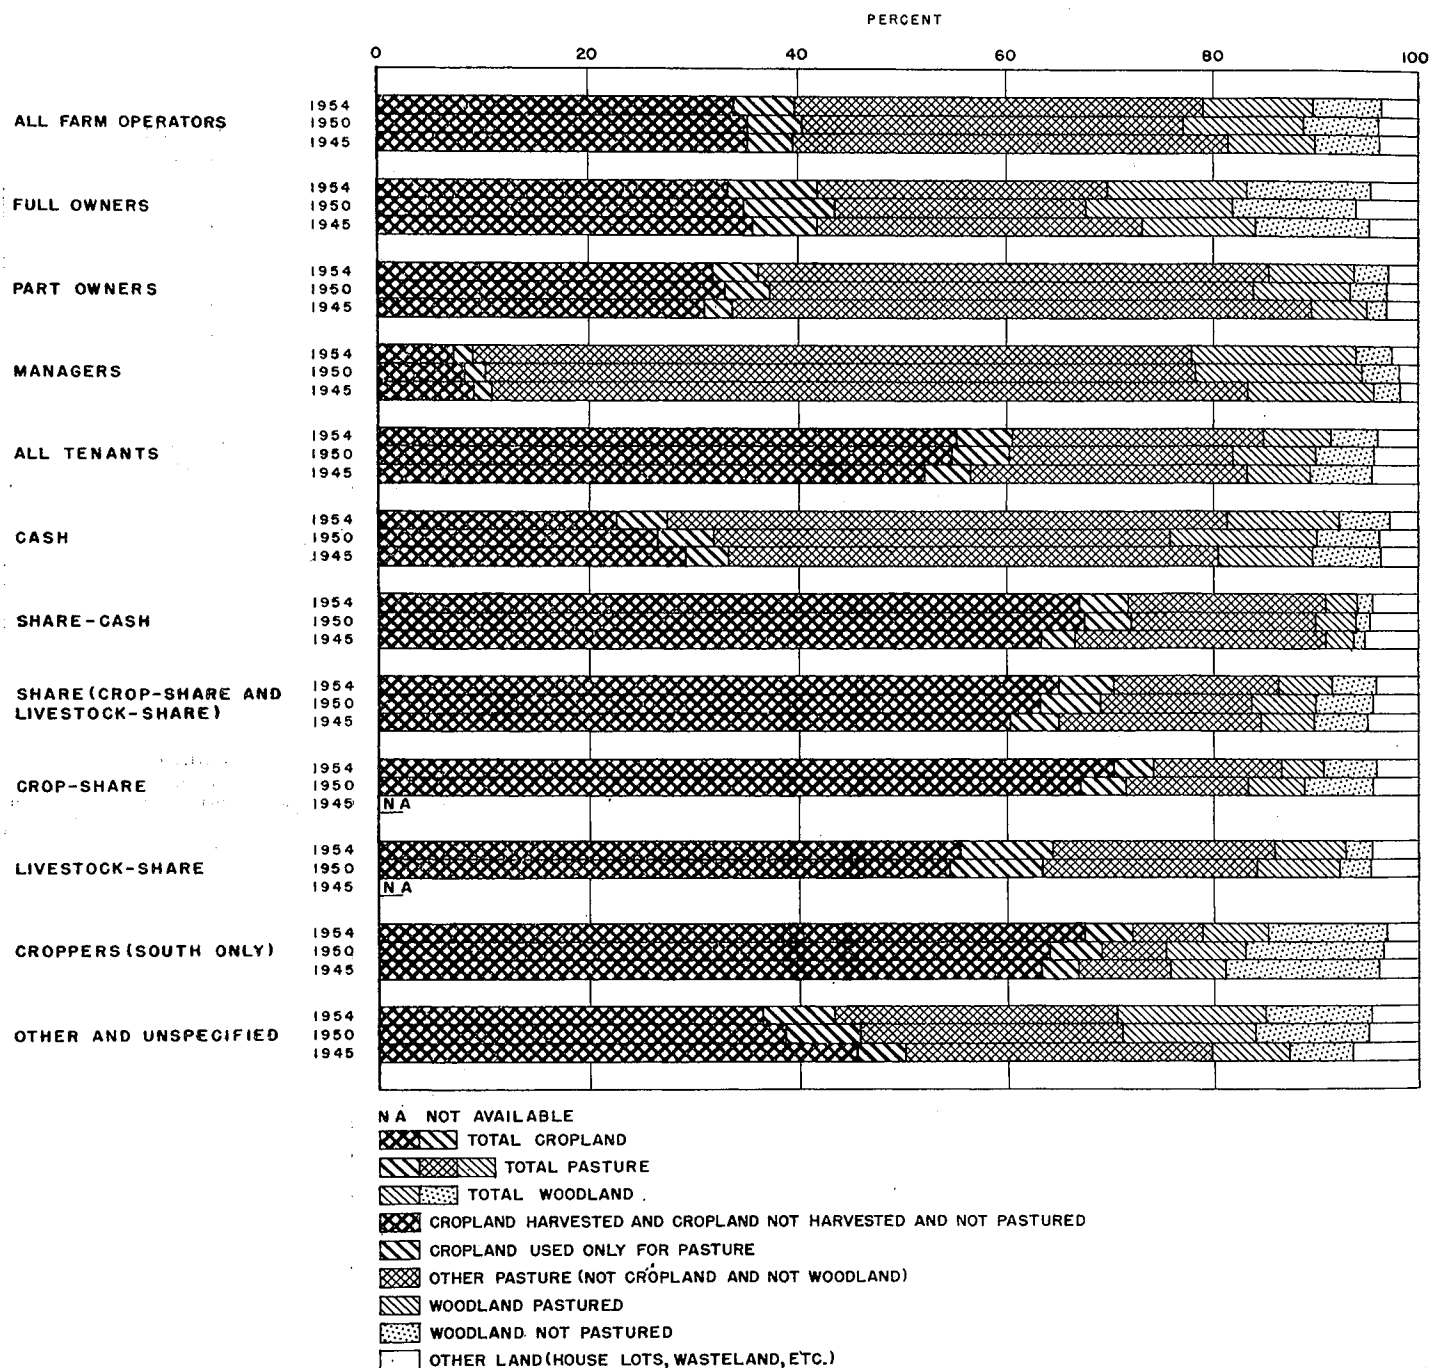 PERCENT
0 20 40 60 80 100
ALL FARM OPERATORS
1954
1950
1945
FULL OWNERS
1954
1950
1945
PART OWNERS
1954
1950
1945
MANAGERS
1954
1950
1945
ALL TENANTS
1954
1950
1945
CASH
1954
1950
1945
SHARE-CASH
1954
1950
1945
SHARE (CROP-SHARE AND
LIVESTOCK-SHARE)
1954
1950
1945
CROP-SHARE
1954
1950
1945 NA
LIVESTOCK-SHARE
1954
1950
1945 NA
CROPPERS (SOUTH ONLY)
1954
1950
1945
OTHER AND UNSPECIFIED
1954
1950
1945
NA NOT AVAILABLE
TOTAL CROPLAND
TOTAL PASTURE
TOTAL WOODLAND
CROPLAND HARVESTED AND CROPLAND NOT HARVESTED AND NOT PASTURED
CROPLAND USED ONLY FOR PASTURE
OTHER PASTURE (NOT CROPLAND AND NOT WOODLAND)
WOODLAND PASTURED
WOODLAND NOT PASTURED
OTHER LAND (HOUSE LOTS, WASTELAND, ETC.)